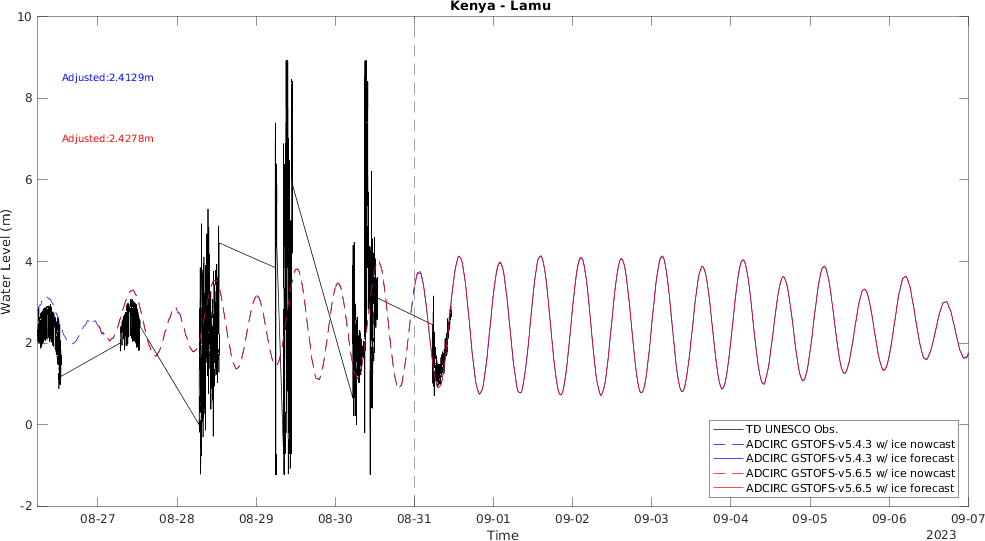 Kenya - Lamu
10
8
6
4
2
0
-2
Water Level (m)
Adjusted:2.4129m
Adjusted:2.4278m
TD UNESCO Obs.
ADCIRC GSTOFS-v5.4.3 w/ ice nowcast
ADCIRC GSTOFS-v5.4.3 w/ ice forecast
ADCIRC GSTOFS-v5.6.5 w/ ice nowcast
ADCIRC GSTOFS-v5.6.5 w/ ice forecast
08-27 08-28 08-29 08-30 08-31 09-01 09-02 09-03 09-04 09-05 09-06 09-07
Time
2023